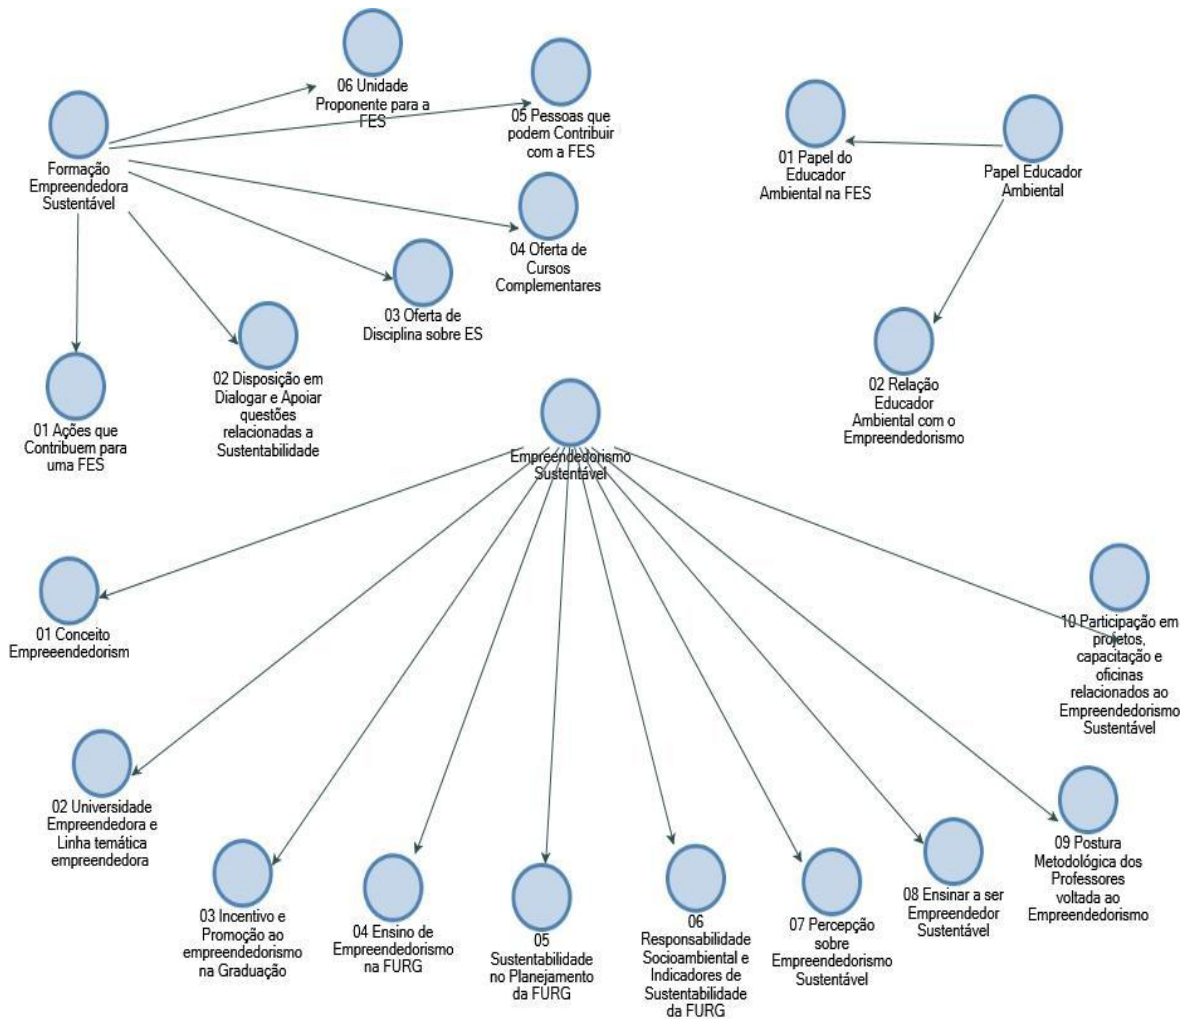 06 Unidade
Proponente para a
FES
05 Pessoas que
podem Contribuir
com a FES
Formação
Empreendedora
Sustentável
01 Papel do
Educador
Ambiental na FES
Papel Educador
Ambiental
04 Oferta de
Cursos
Complementares
03 Oferta de
Disciplina sobre ES
02 Disposição em
Dialogar e Apoiar
questões
relacionadas a
Sustentabilidade
01 Ações que
Contribuem para
uma FES
02 Relação
Educador
Ambiental com o
Empreendedorismo
Empreendedorismo
Sustentável
01 Conceito
Empreeendedorism
10 Participação em
projetos,
capacitação e
oficinas
relacionados ao
Empreendedorismo
Sustentável
02 Universidade
Empreendedora e
Linha temática
empreendedora
03 Incentivo e
Promoção ao
empreendedorismo
na Graduação
04 Ensino de
Empreendedorismo
na FURG
05
Sustentabilidade
no Planejamento
da FURG
06
Responsabilidade
Socioambiental e
Indicadores de
Sustentabilidade
da FURG
07 Percepção
sobre
Empreendedorismo
Sustentável
08 Ensinar a ser
Empreendedor
Sustentável
09 Postura
Metodológica dos
Professores
voltada ao
Empreendedorismo